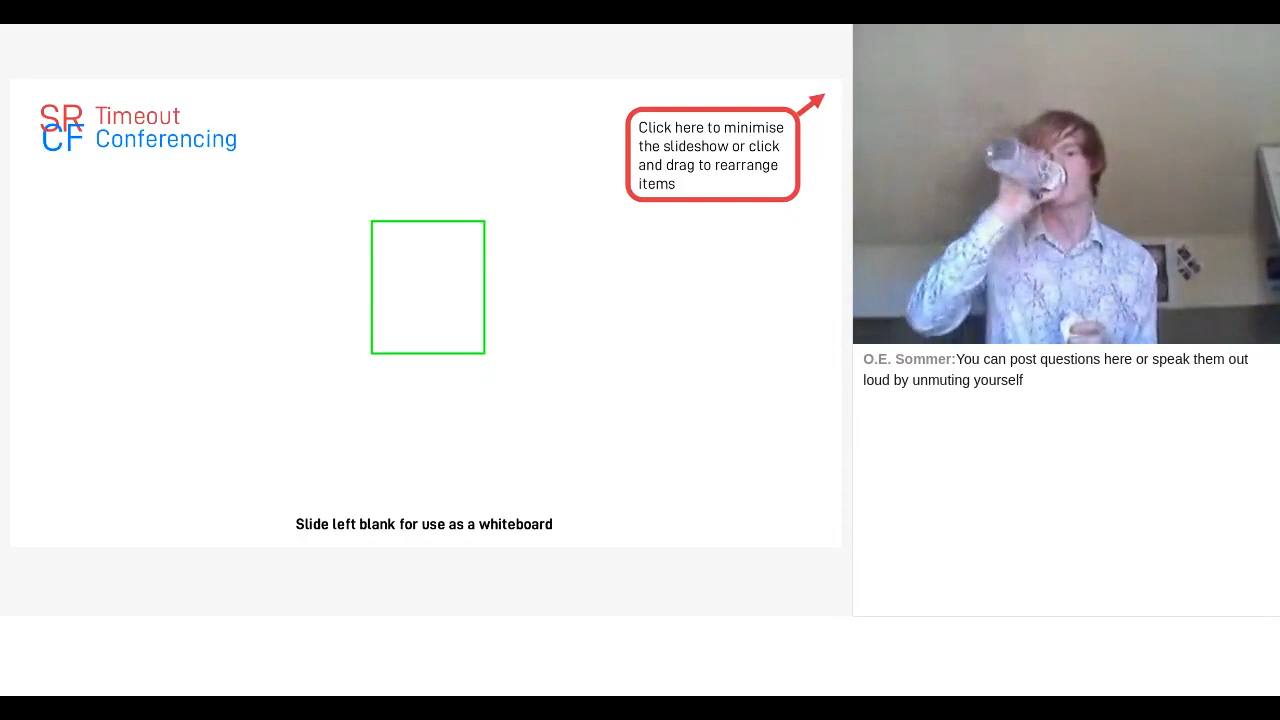 SR Timeout
CF Conferencing
Click here to minimise
the slideshow or click
and drag to rearrange
items
Slide left blank for use as a whiteboard
O.E. Sommer:You can post questions here or speak them out
loud by unmuting yourself